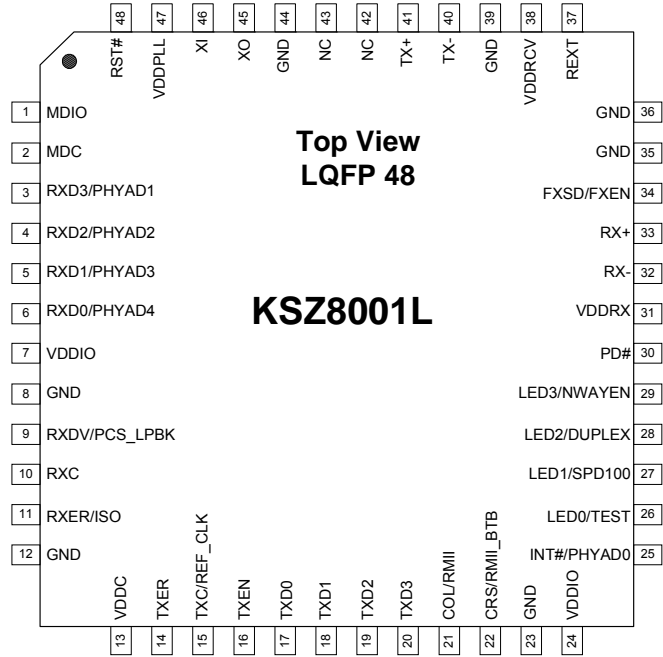 48 47 46 45 44 43 42 41 40 39 38 37
RST# VDDPLL XI XO GND NC NC TX+ TX- GND VDDRCV REXT
Top View
LQFP 48
KSZ8001L
1 MDIO
2 MDC
3 RXD3/PHYAD1
4 RXD2/PHYAD2
5 RXD1/PHYAD3
6 RXD0/PHYAD4
7 VDDIO
8 GND
9 RXDV/PCS_LPBK
10 RXC
11 RXER/ISO
12 GND
GND 36
GND 35
FXSD/FXEN 34
RX+ 33
RX- 32
VDDRX 31
PD# 30
LED3/NWAYEN 29
LED2/DUPLEX 28
LED1/SPD100 27
LED0/TEST 26
INT#/PHYAD0 25
VDDC TXER TXC/REF_CLK TXEN TXD0 TXD1 TXD2 TXD3 COL/RMII CRS/RMII_BTB GND VDDIO
13 14 15 16 17 18 19 20 21 22 23 24